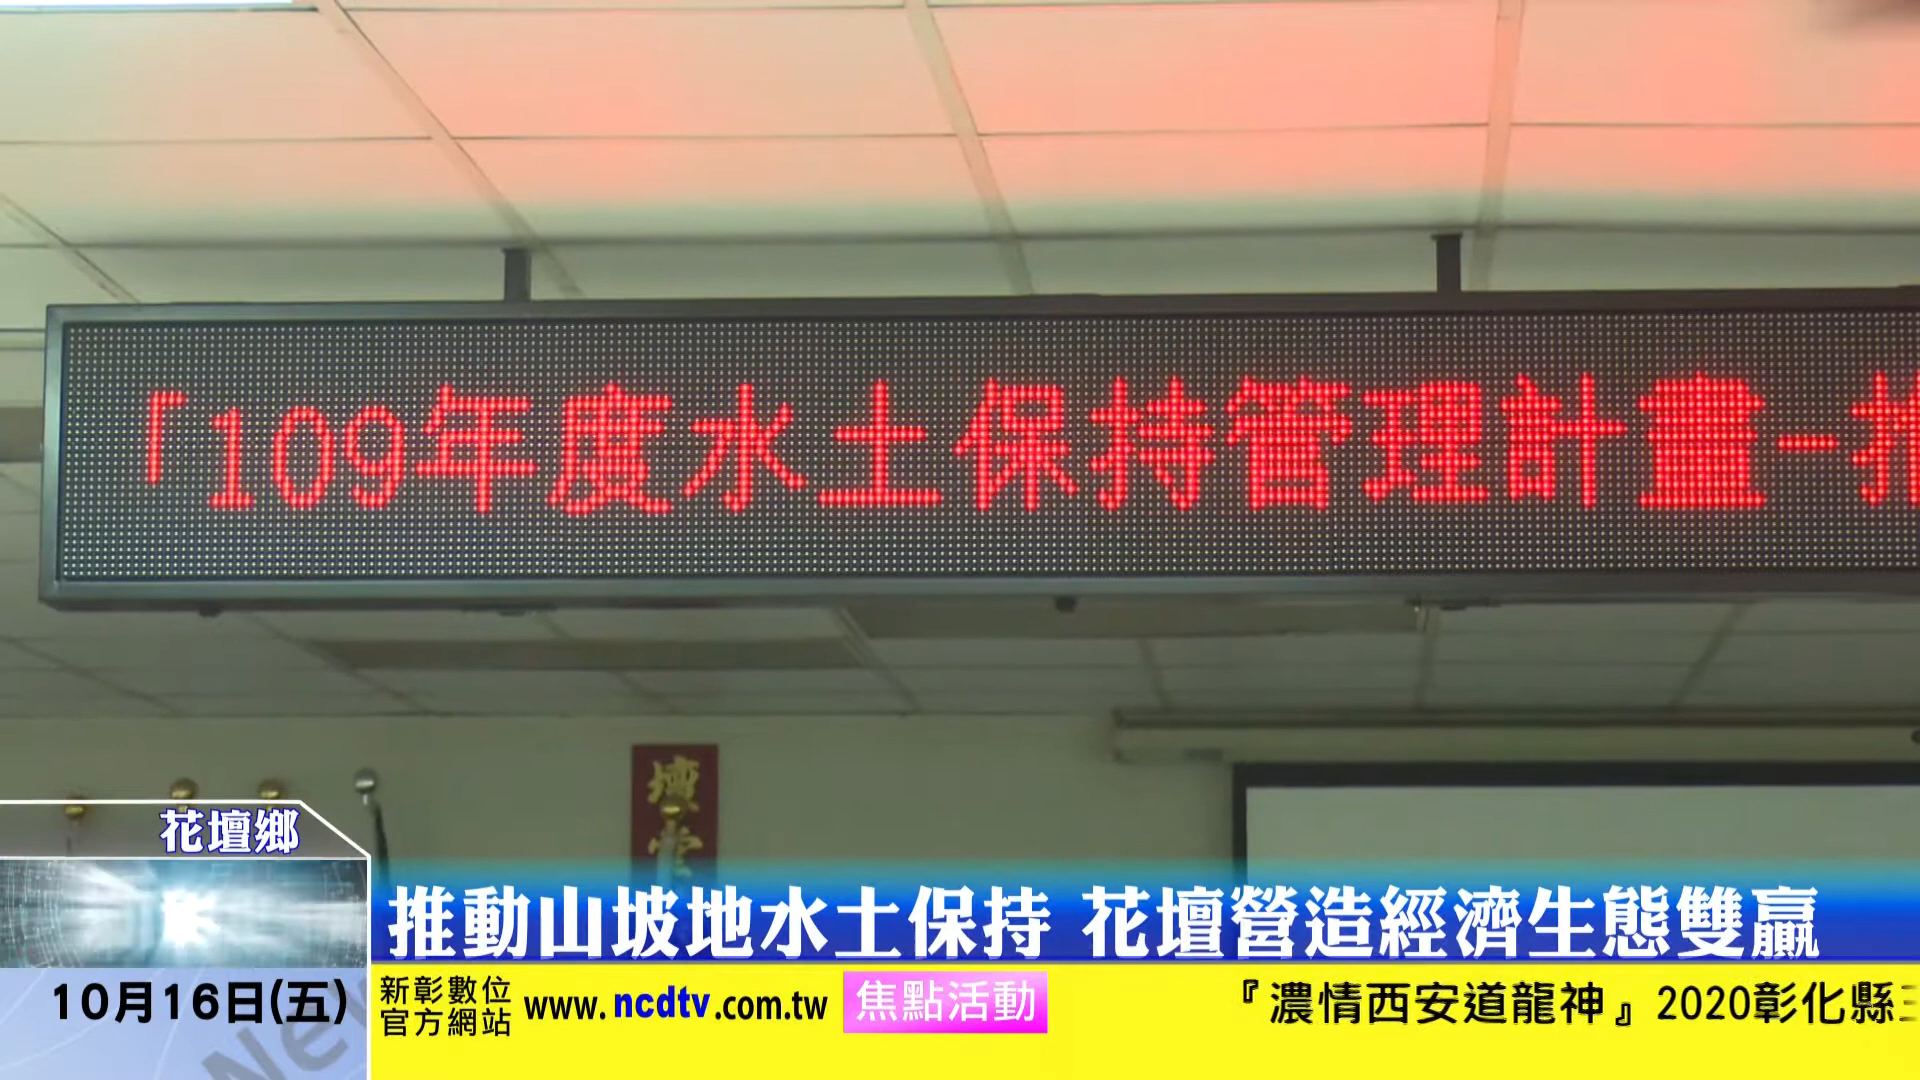 「109年度水土保持管理計畫-推
壇
花壇鄉
推動山坡地水土保持 花壇營造經濟生態雙贏
10月16日(五)
新彰數位
官方網站
www.ncdtv.com.tw
焦點活動
『濃情西安道龍神』2020彰化縣